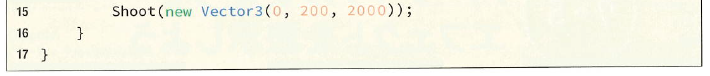 15 Shoot(new Vector3(0, 200, 2000));
16 }
17 }